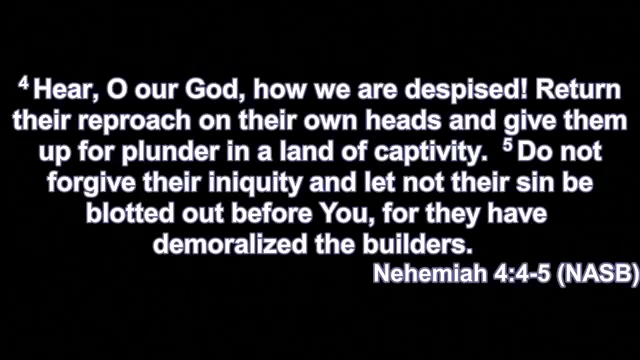 ⁴ Hear, O our God, how we are despised! Return
their reproach on their own heads and give them
up for plunder in a land of captivity. ⁵ Do not
forgive their iniquity and let not their sin be
blotted out before You, for they have
demoralized the builders.
Nehemiah 4:4-5 (NASB)